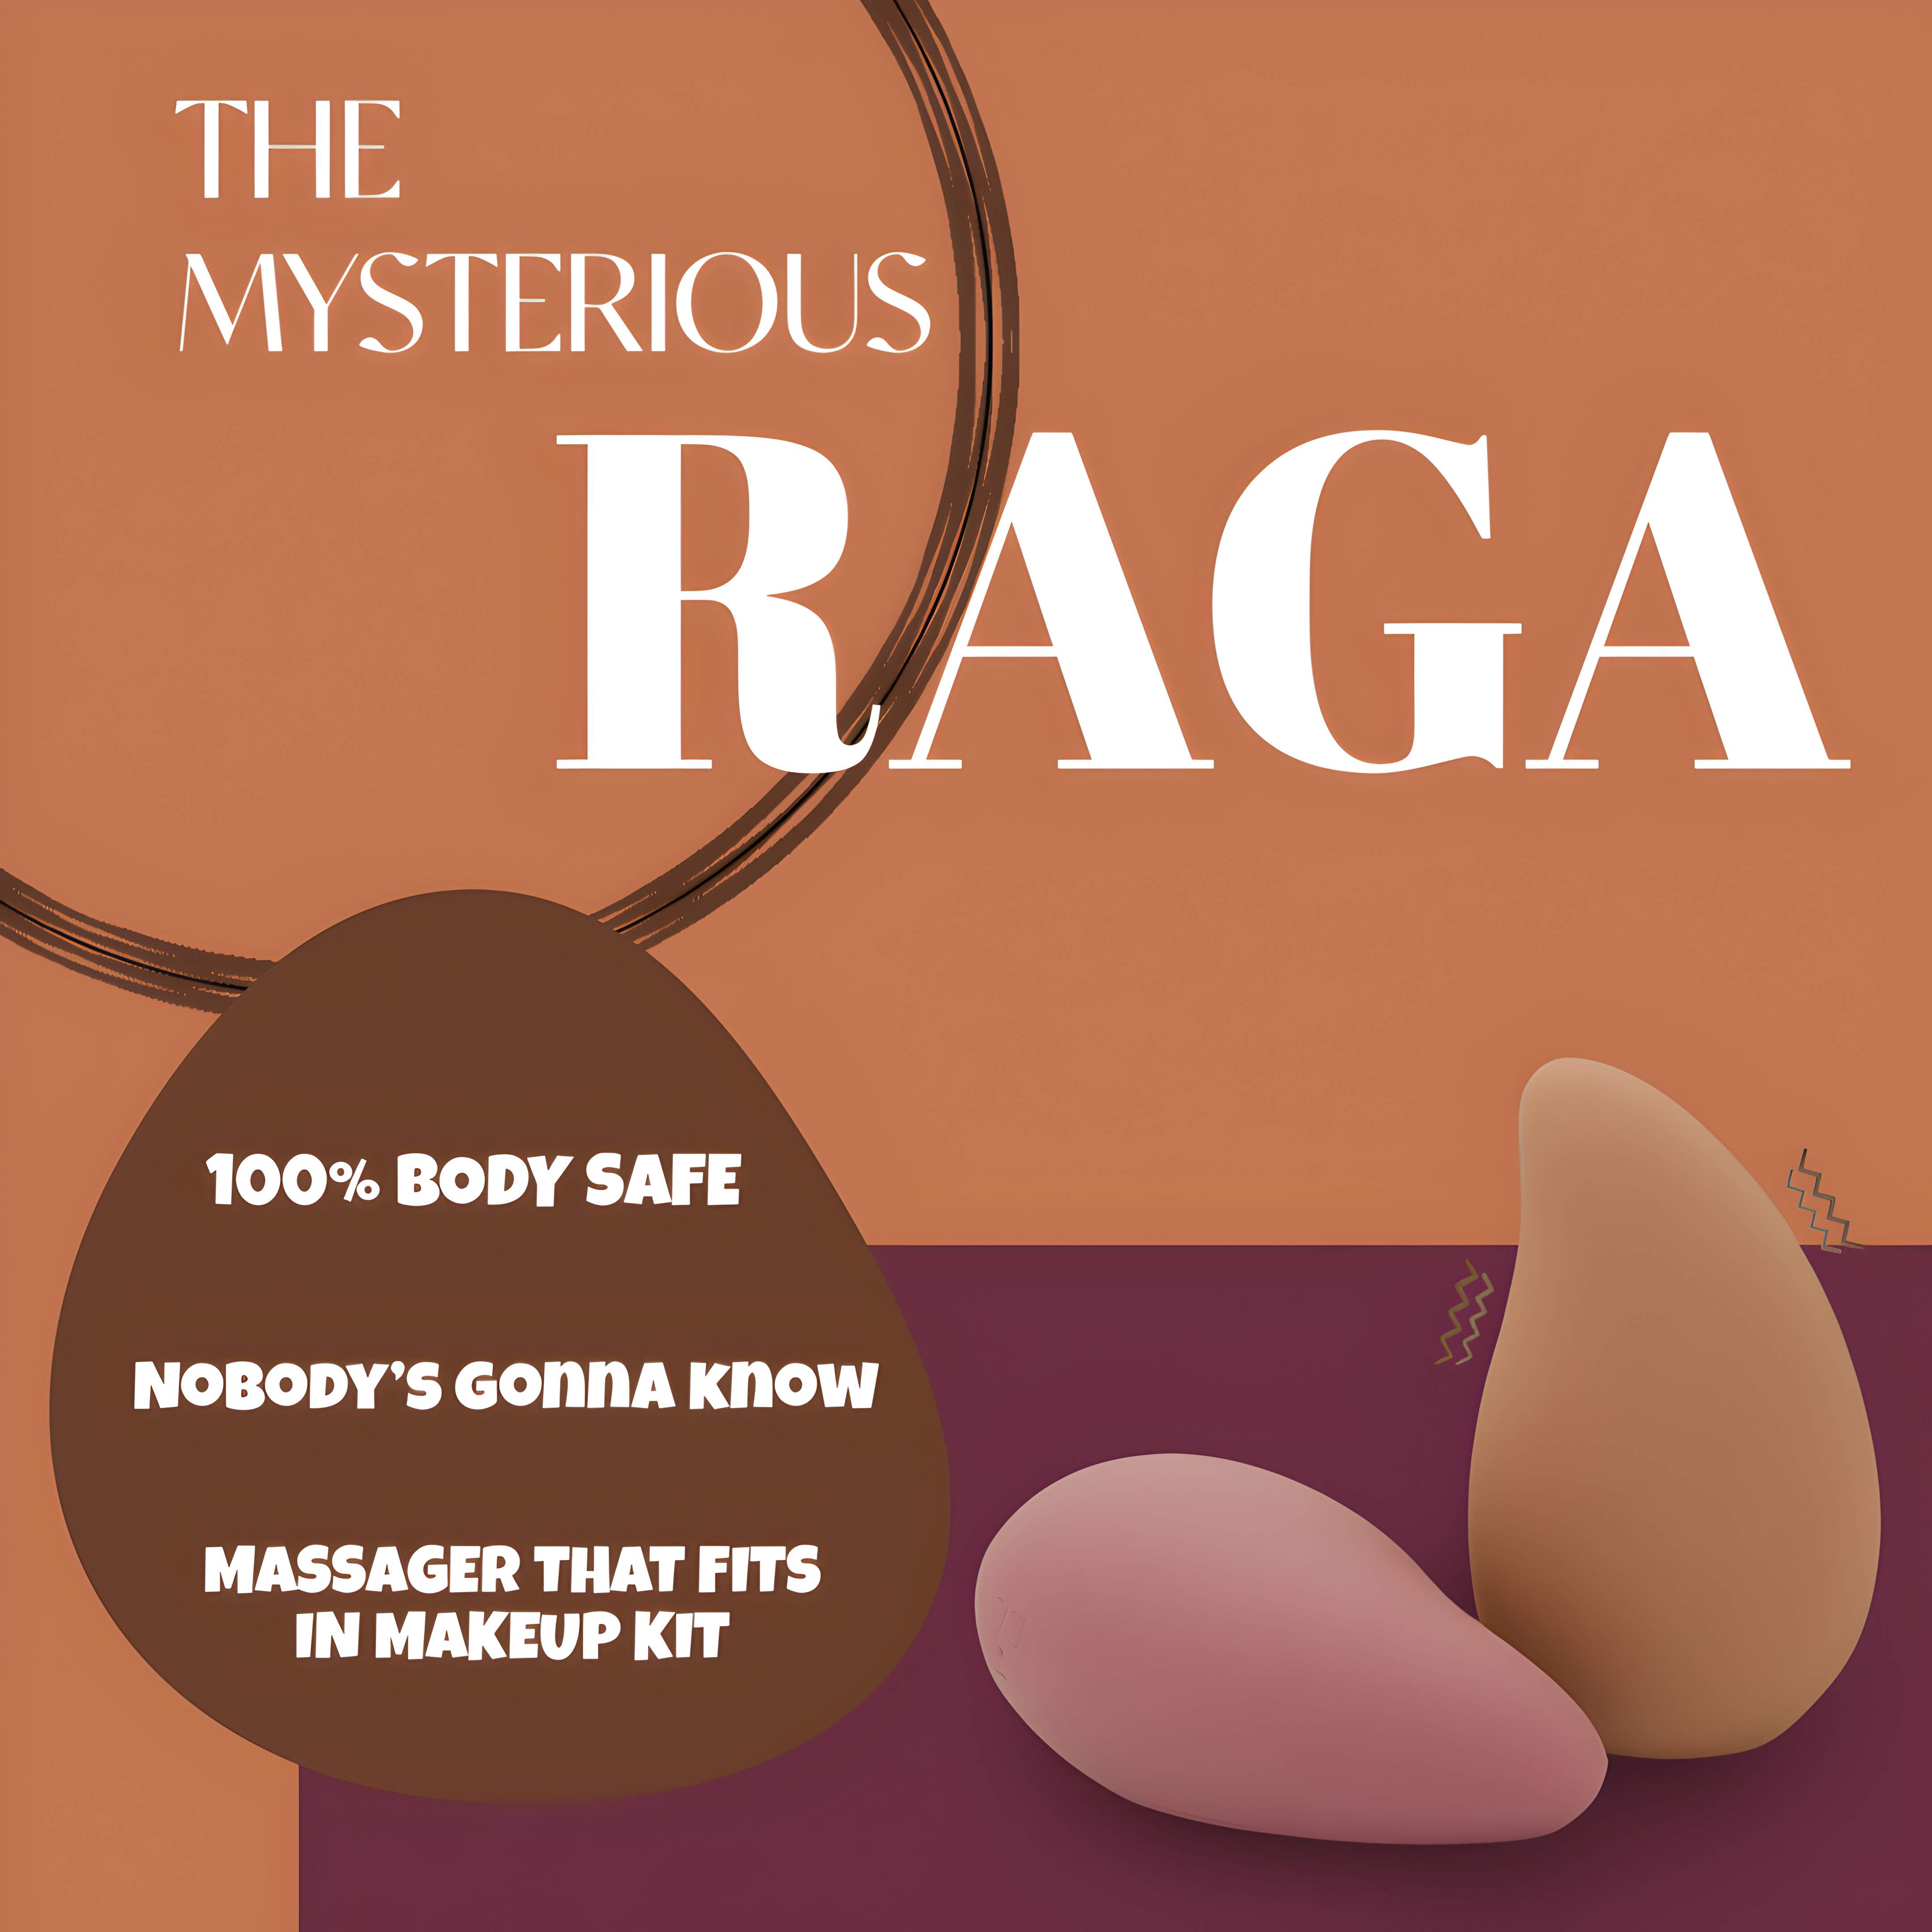 THE
MYSTERIOUS
RAGA
100% BODY SAFE
NOBODY'S GONNA KNOW
MASSAGER THAT FITS
IN MAKEUP KIT